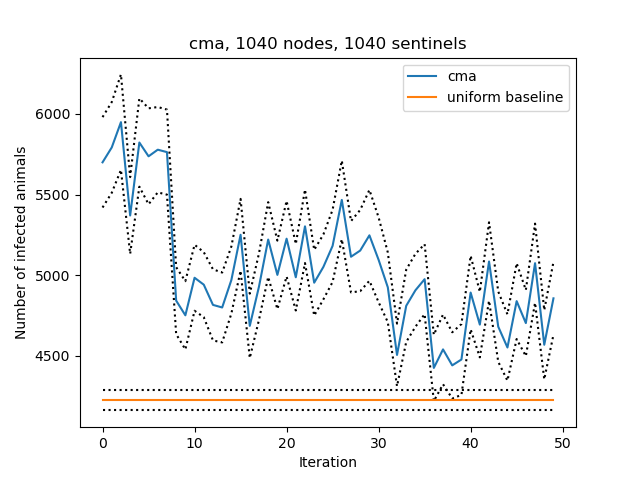 cma, 1040 nodes, 1040 sentinels
cma
uniform baseline
Number of infected animals
6000
5500
5000
4500
0 10 20 30 40 50
Iteration